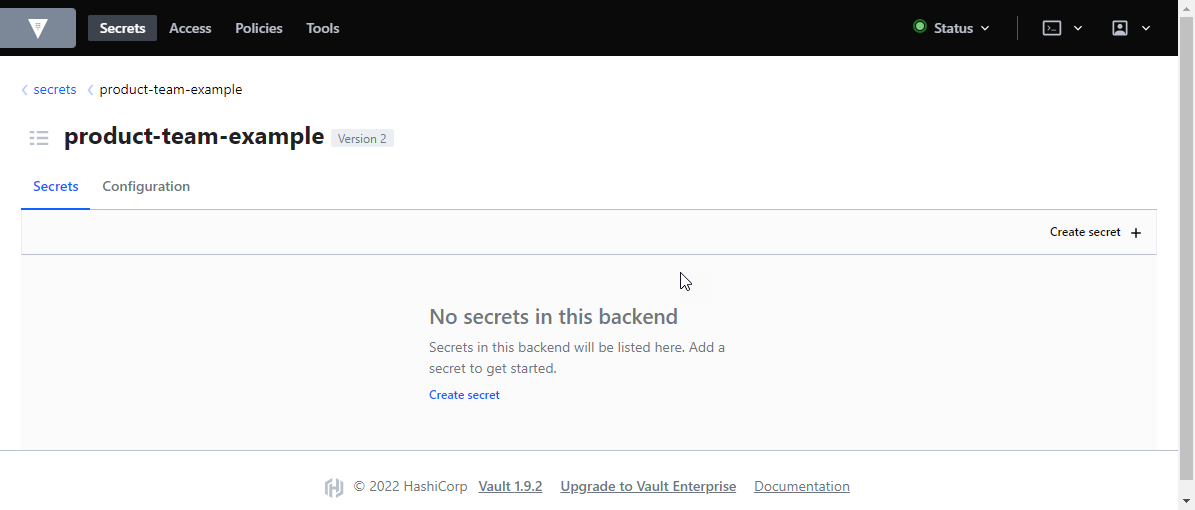 Secrets Access Policies Tools Status
secrets product-team-example
product-team-example Version 2
Secrets Configuration
Create secret +
No secrets in this backend
Secrets in this backend will be listed here. Add a
secret to get started.
Create secret
© 2022 HashiCorp Vault 1.9.2 Upgrade to Vault Enterprise Documentation